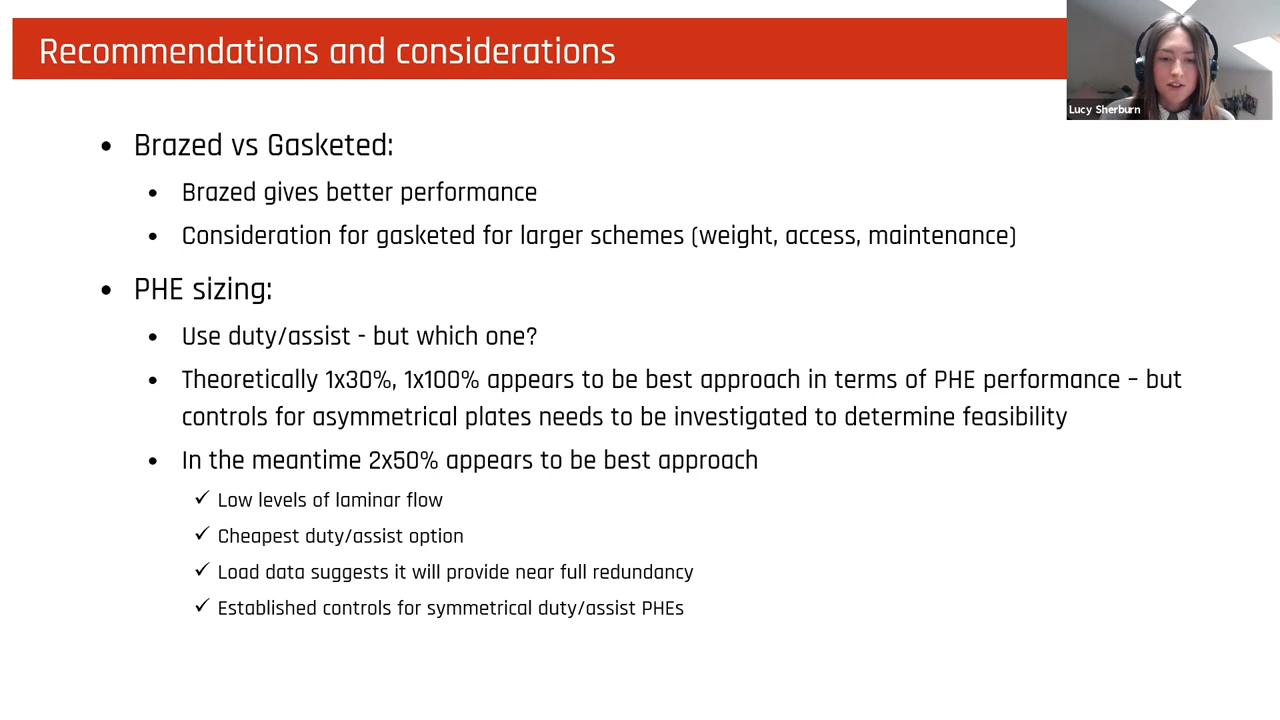 Recommendations and considerations
Lucy Sherburn
• Brazed vs Gasketed:
• Brazed gives better performance
• Consideration for gasketed for larger schemes (weight, access, maintenance)
• PHE sizing:
• Use duty/assist - but which one?
• Theoretically 1x30%, 1x100% appears to be best approach in terms of PHE performance – but
controls for asymmetrical plates needs to be investigated to determine feasibility
• In the meantime 2x50% appears to be best approach
✓ Low levels of laminar flow
✓ Cheapest duty/assist option
✓ Load data suggests it will provide near full redundancy
✓ Established controls for symmetrical duty/assist PHEs